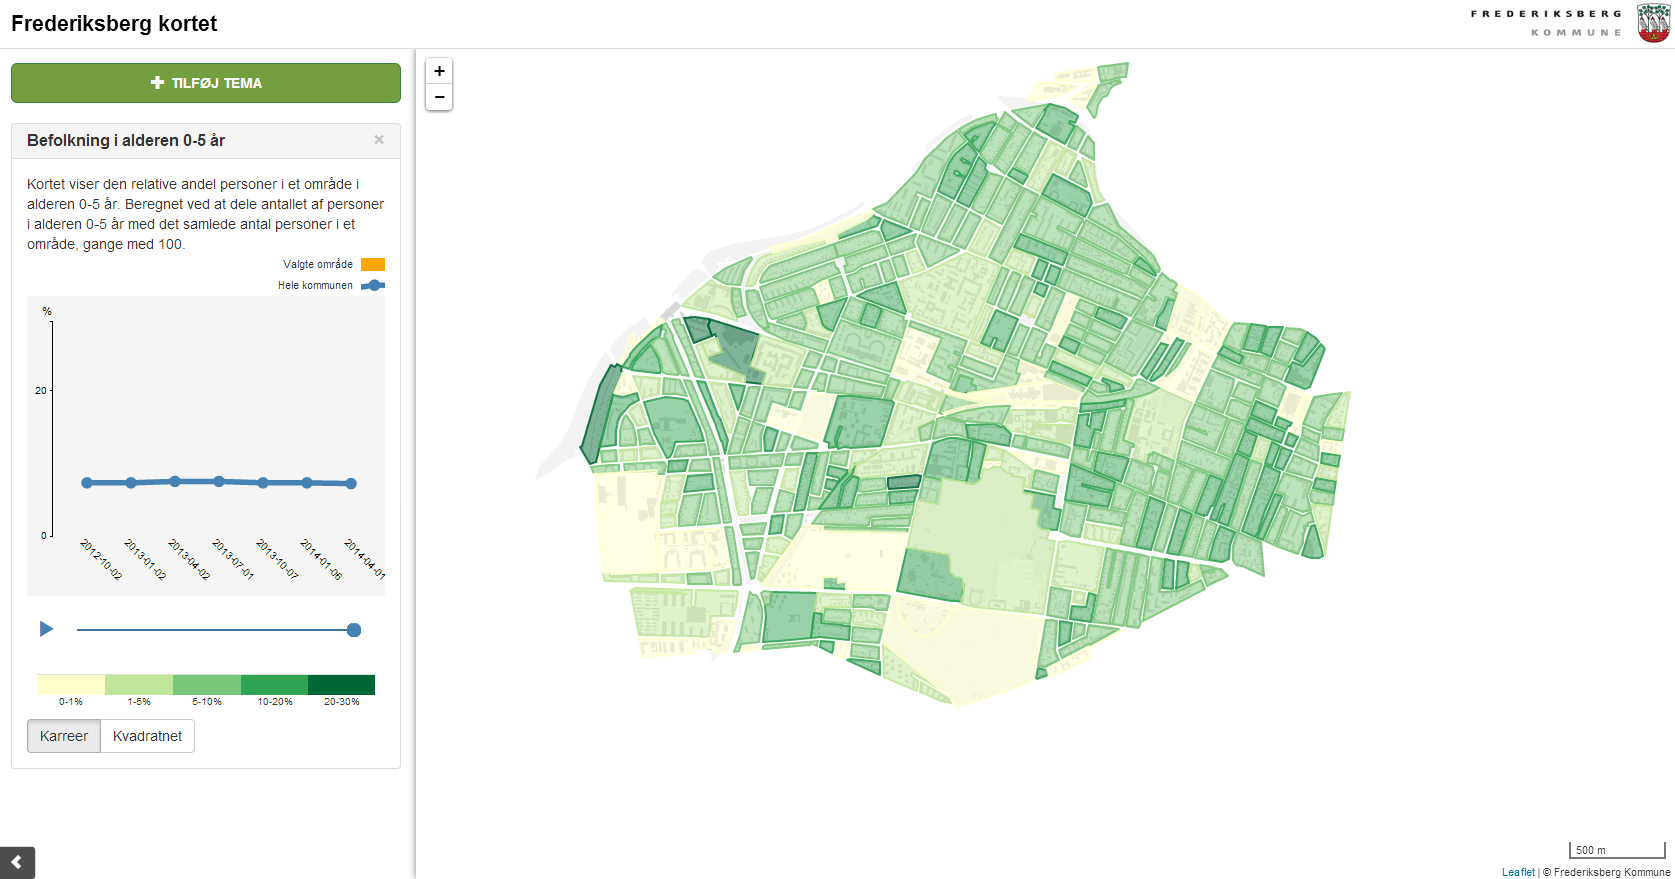 Frederiksberg kortet
FREDERIKSBERG
KOMMUNE
TILFØJ TEMA
Befolkning i alderen 0-5 år
×
Kortet viser den relative andel personer i et område i
alderen 0-5 år. Beregnet ved at dele antallet af personer
i alderen 0-5 år med det samlede antal personer i et
område, gange med 100.
Valgte område
Hele kommunen
%
20
0
2012-10-02
2013-01-02
2013-04-02
2013-07-01
2013-10-07
2014-01-06
2014-04-01
0-1%
1-5%
5-10%
10-20%
20-30%
Karreer
Kvadratnet
+
−
500 m
Leaflet | © Frederiksberg Kommune